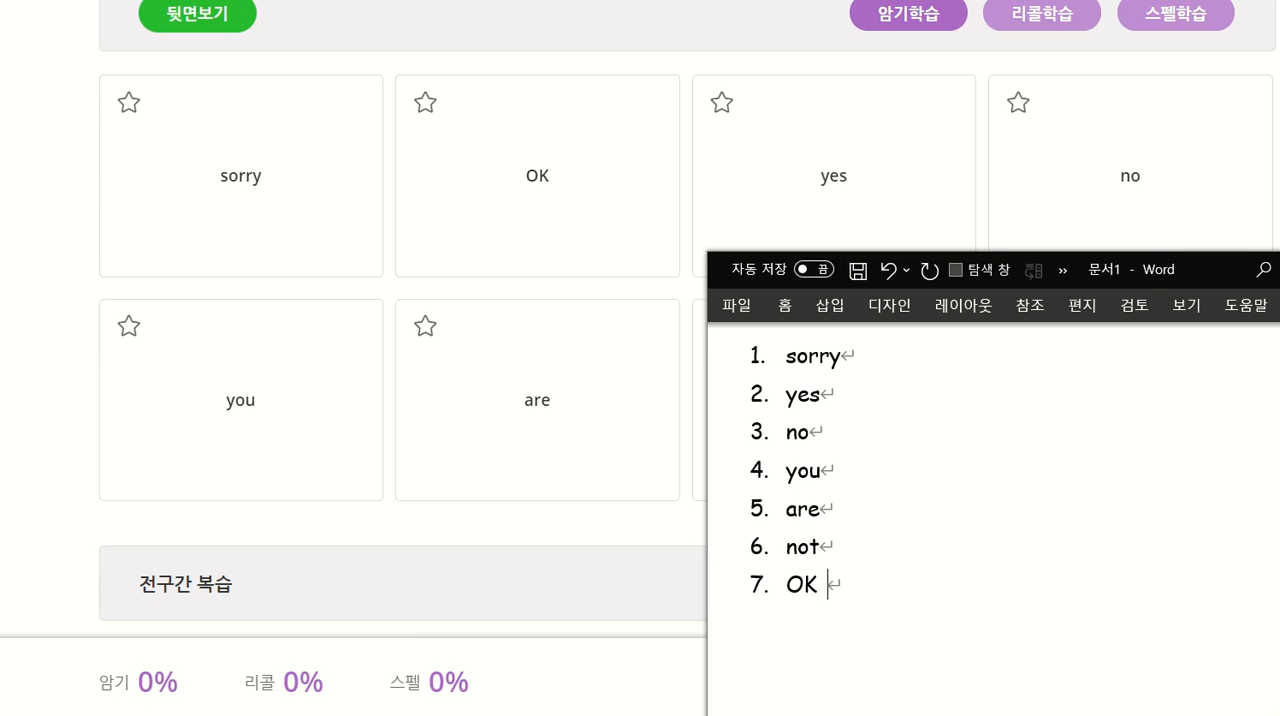 뒷면보기
암기학습 리콜학습 스펠학습
sorry OK yes no
you are
전구간 복습
암기 0% 리콜 0% 스펠 0%
자동 저장 끔 탐색 창 » 문서1 - Word
파일 홈 삽입 디자인 레이아웃 참조 편지 검토 보기 도움말
1. sorry
2. yes
3. no
4. you
5. are
6. not
7. OK